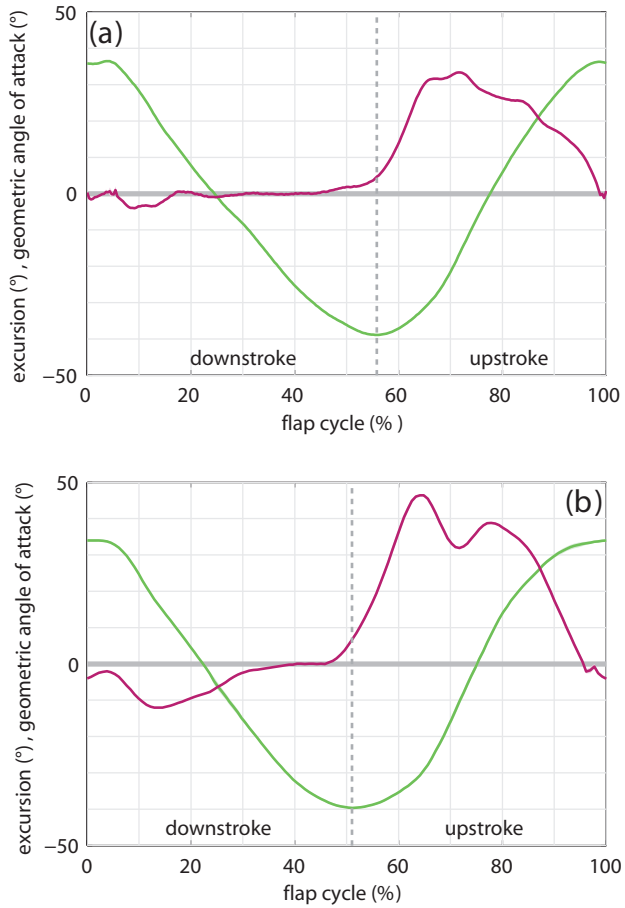 (a)
excursion (°) , geometric angle of attack (°)
50
0
−50
downstroke
upstroke
0
20
40
60
80
100
flap cycle (% )
(b)
excursion (°) , geometric angle of attack (°)
50
0
−50
downstroke
upstroke
0
20
40
60
80
100
flap cycle (%)